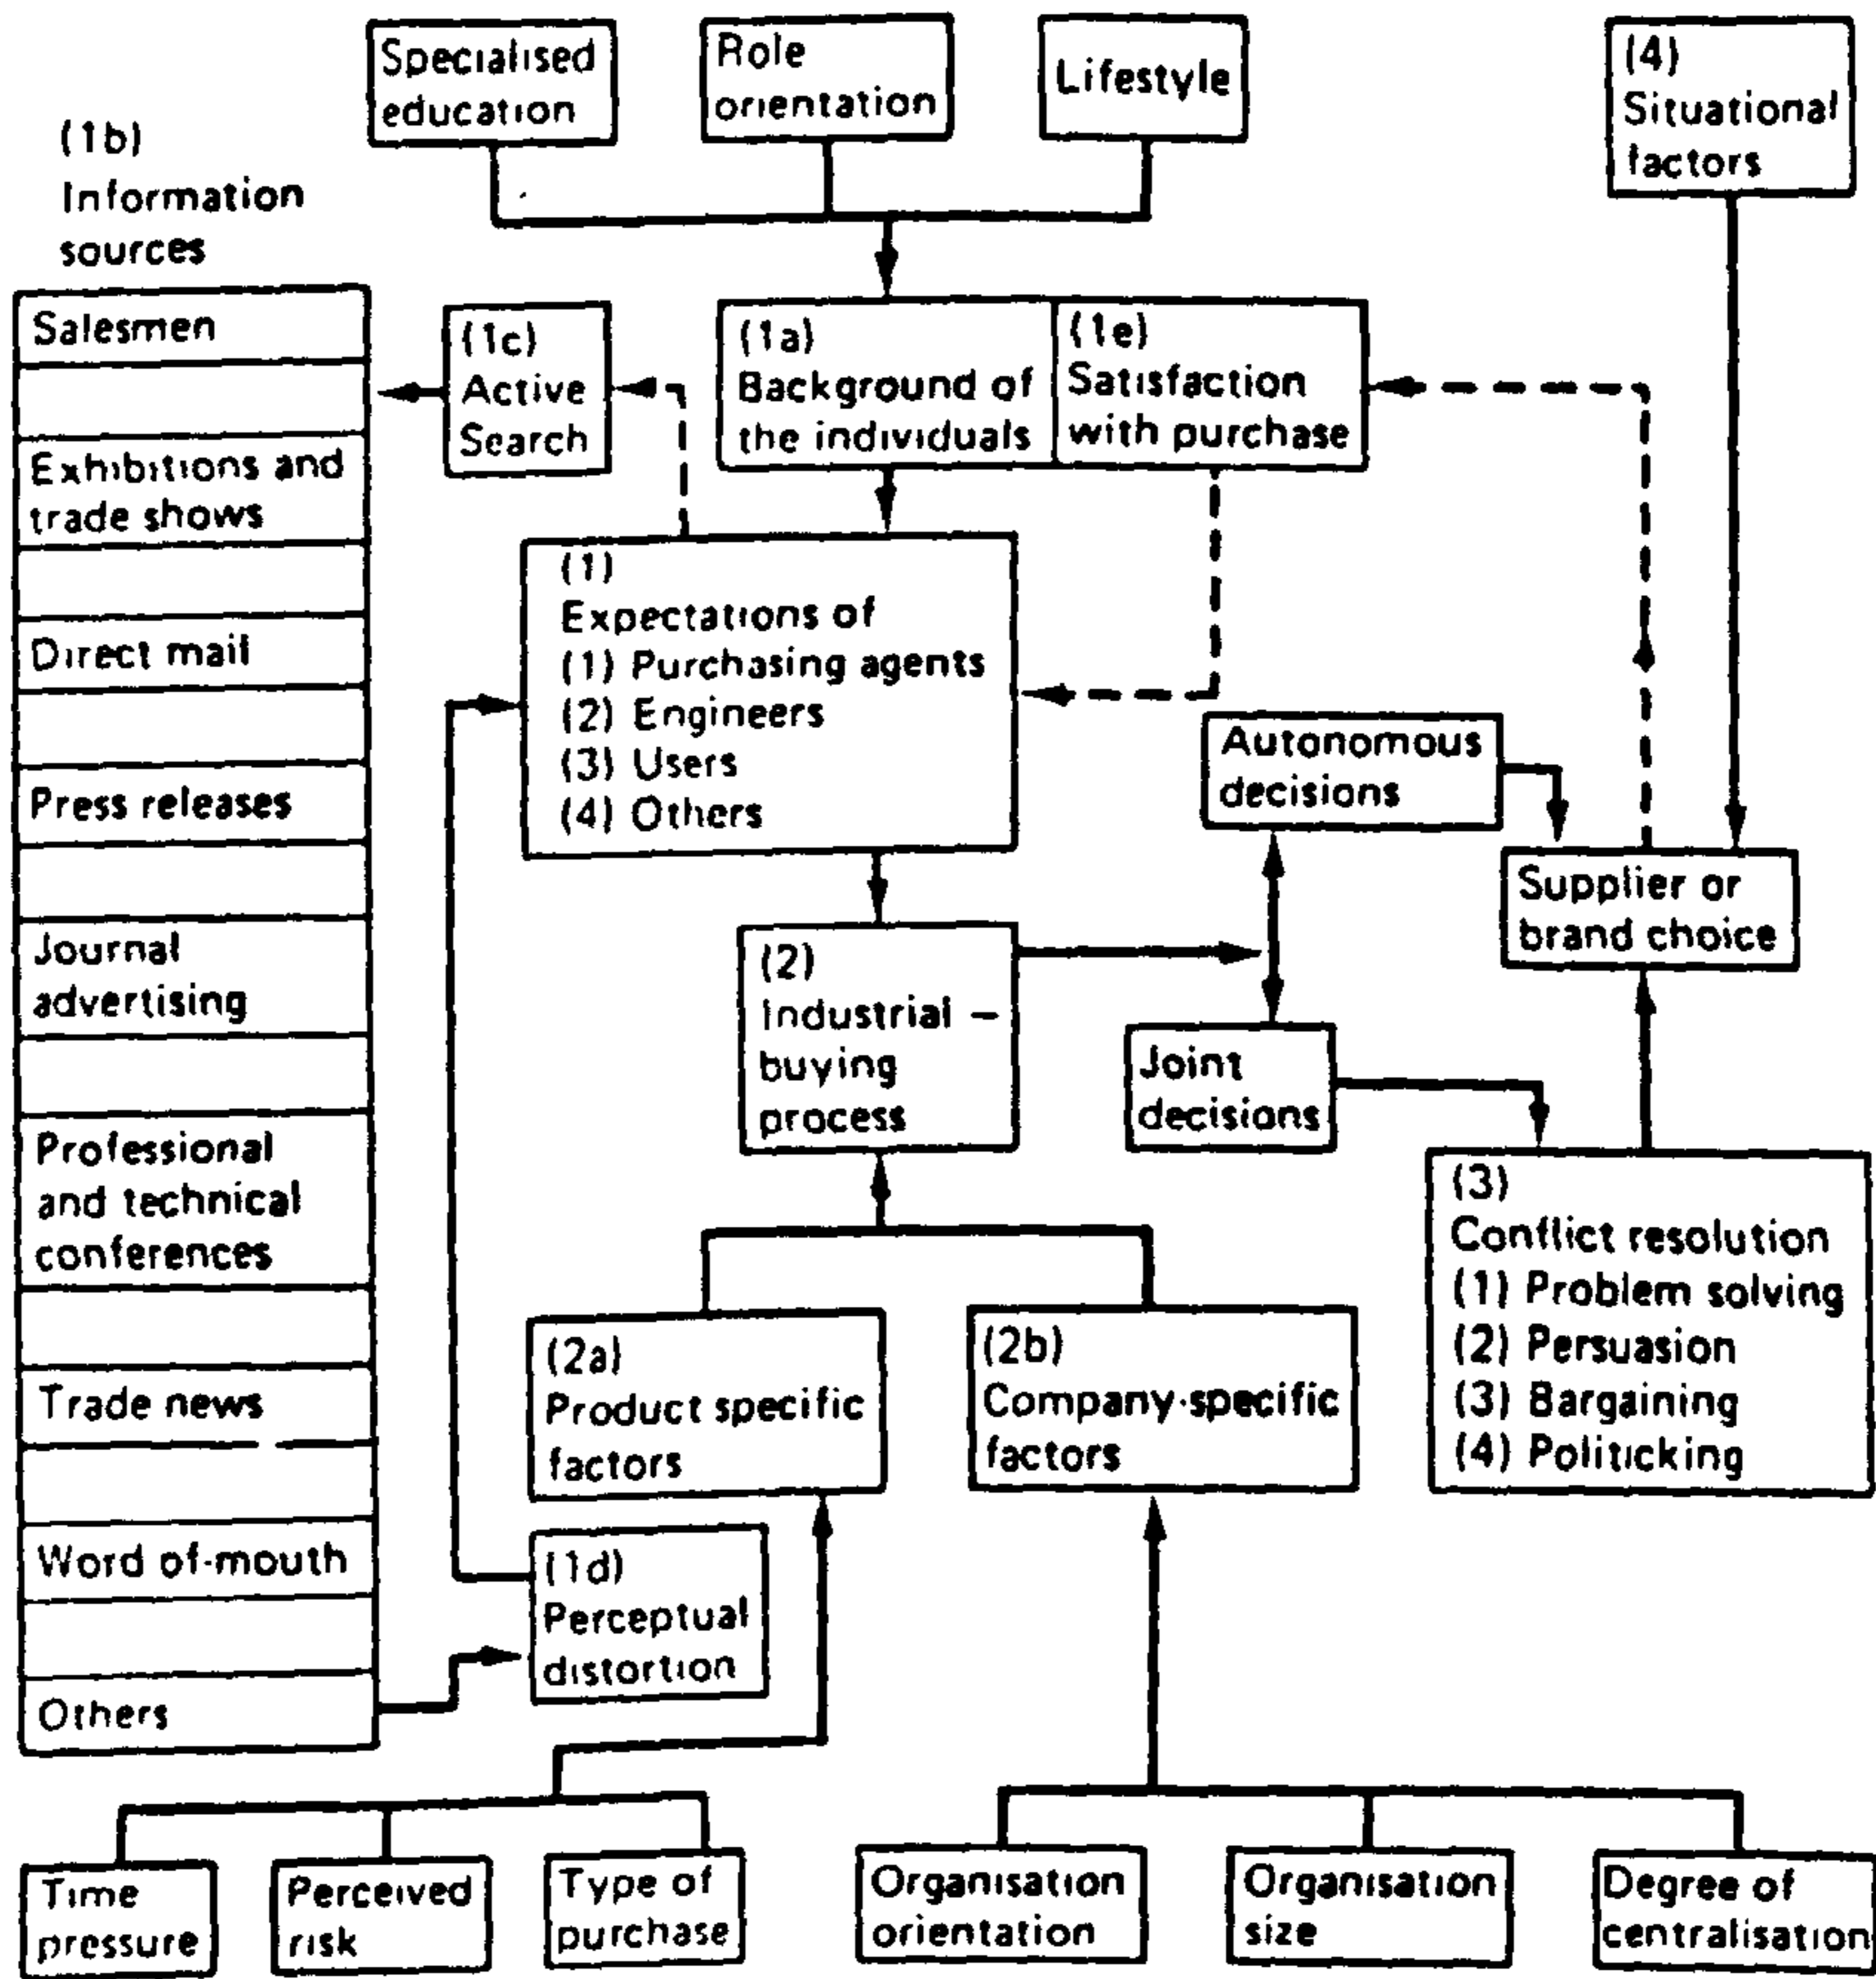 Specialised
education
Role
orientation
Lifestyle
(4)
Situational
factors
(1b)
Information
sources
Salesmen
Exhibitions and
trade shows
Direct mail
Press releases
Journal
advertising
Professional
and technical
conferences
Trade news
Word of-mouth
Others
(1c)
Active
Search
(1a)
Background of
the individuals
(1e)
Satisfaction
with purchase
(1)
Expectations of
(1) Purchasing agents
(2) Engineers
(3) Users
(4) Others
Autonomous
decisions
Supplier or
brand choice
(2)
Industrial –
buying
process
Joint
decisions
(3)
Conflict resolution
(1) Problem solving
(2) Persuasion
(3) Bargaining
(4) Politicking
(2a)
Product specific
factors
(2b)
Company-specific
factors
(1d)
Perceptual
distortion
Time
pressure
Perceived
risk
Type of
purchase
Organisation
orientation
Organisation
size
Degree of
centralisation